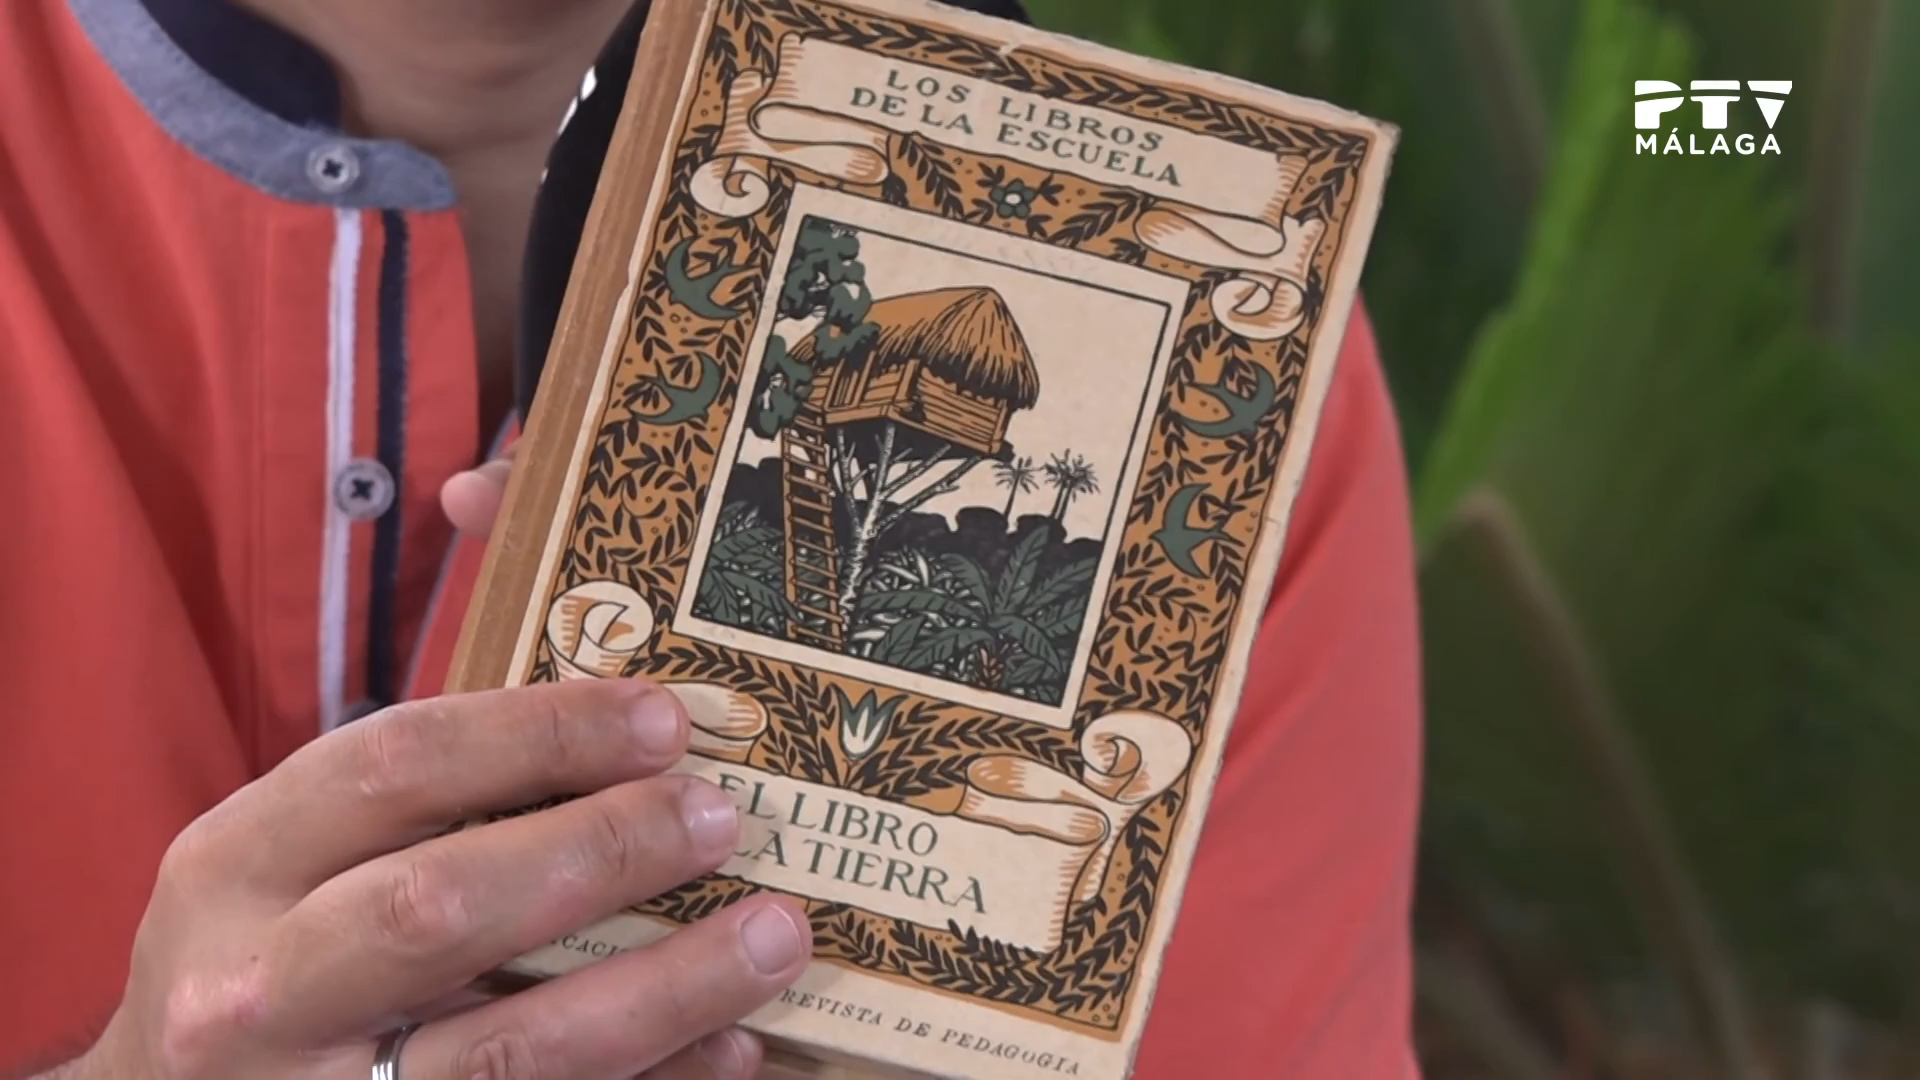 LOS LIBROS
DE LA ESCUELA
EL LIBRO
LA TIERRA
REVISTA DE PEDAGOGIA
PTV
MÁLAGA